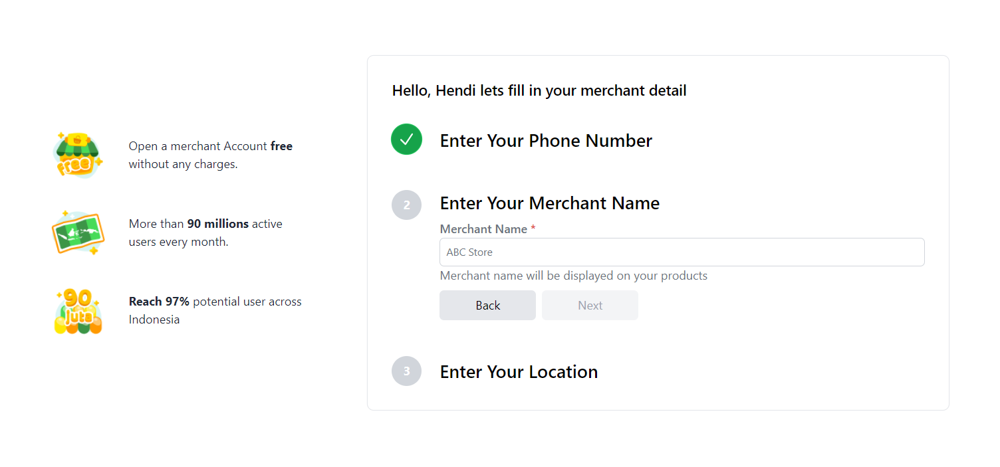 free
Open a merchant Account free
without any charges.
More than 90 millions active
users every month.
90
juta
Reach 97% potential user across
Indonesia
Hello, Hendi lets fill in your merchant detail
Enter Your Phone Number
2
Enter Your Merchant Name
Merchant Name *
ABC Store
Merchant name will be displayed on your products
Back Next
3
Enter Your Location